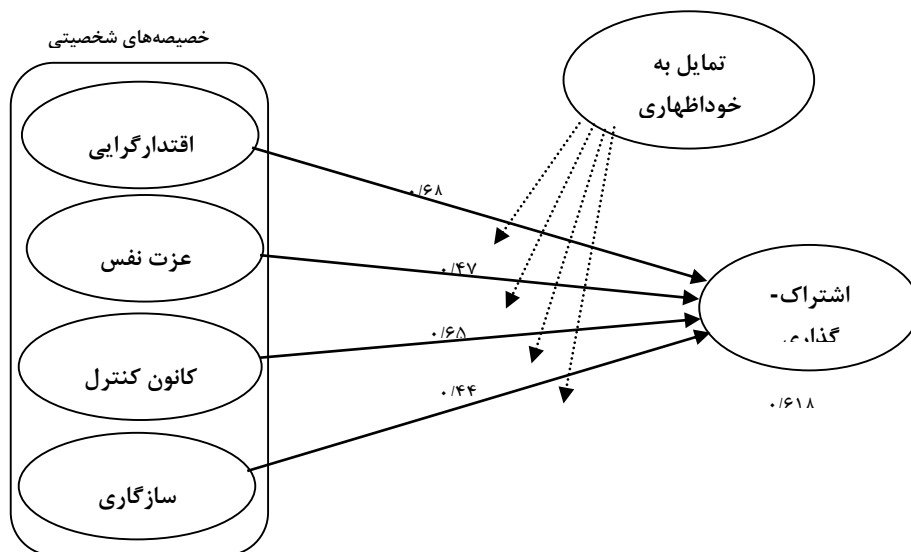 خصیصه‌های شخصیتی
تمایل به
خوداظهاری
اقتدارگرایی
۰/۶۸
عزت نفس
۰/۴۷
اشتراک-
گذاری
۰/۶۵
کانون کنترل
۰/۴۴
۰/۶۱۸
سازگاری